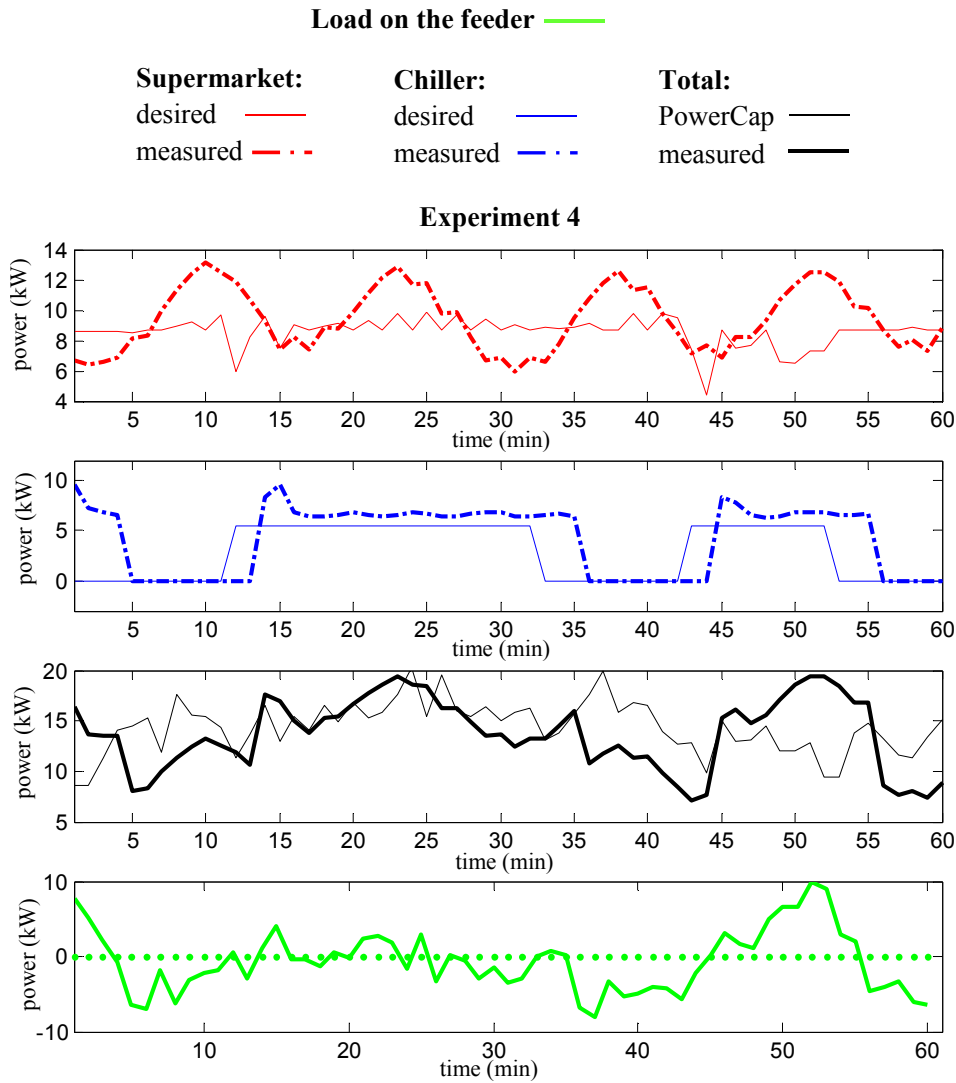 Load on the feeder
Supermarket: Chiller: Total:
desired desired PowerCap
measured measured measured
Experiment 4
power (kW)
14
12
10
8
6
4
5 10 15 20 25 30 35 40 45 50 55 60
time (min)
power (kW)
10
5
0
5 10 15 20 25 30 35 40 45 50 55 60
time (min)
power (kW)
20
15
10
5
5 10 15 20 25 30 35 40 45 50 55 60
time (min)
power (kW)
10
0
-10
10 20 30 40 50 60
time (min)